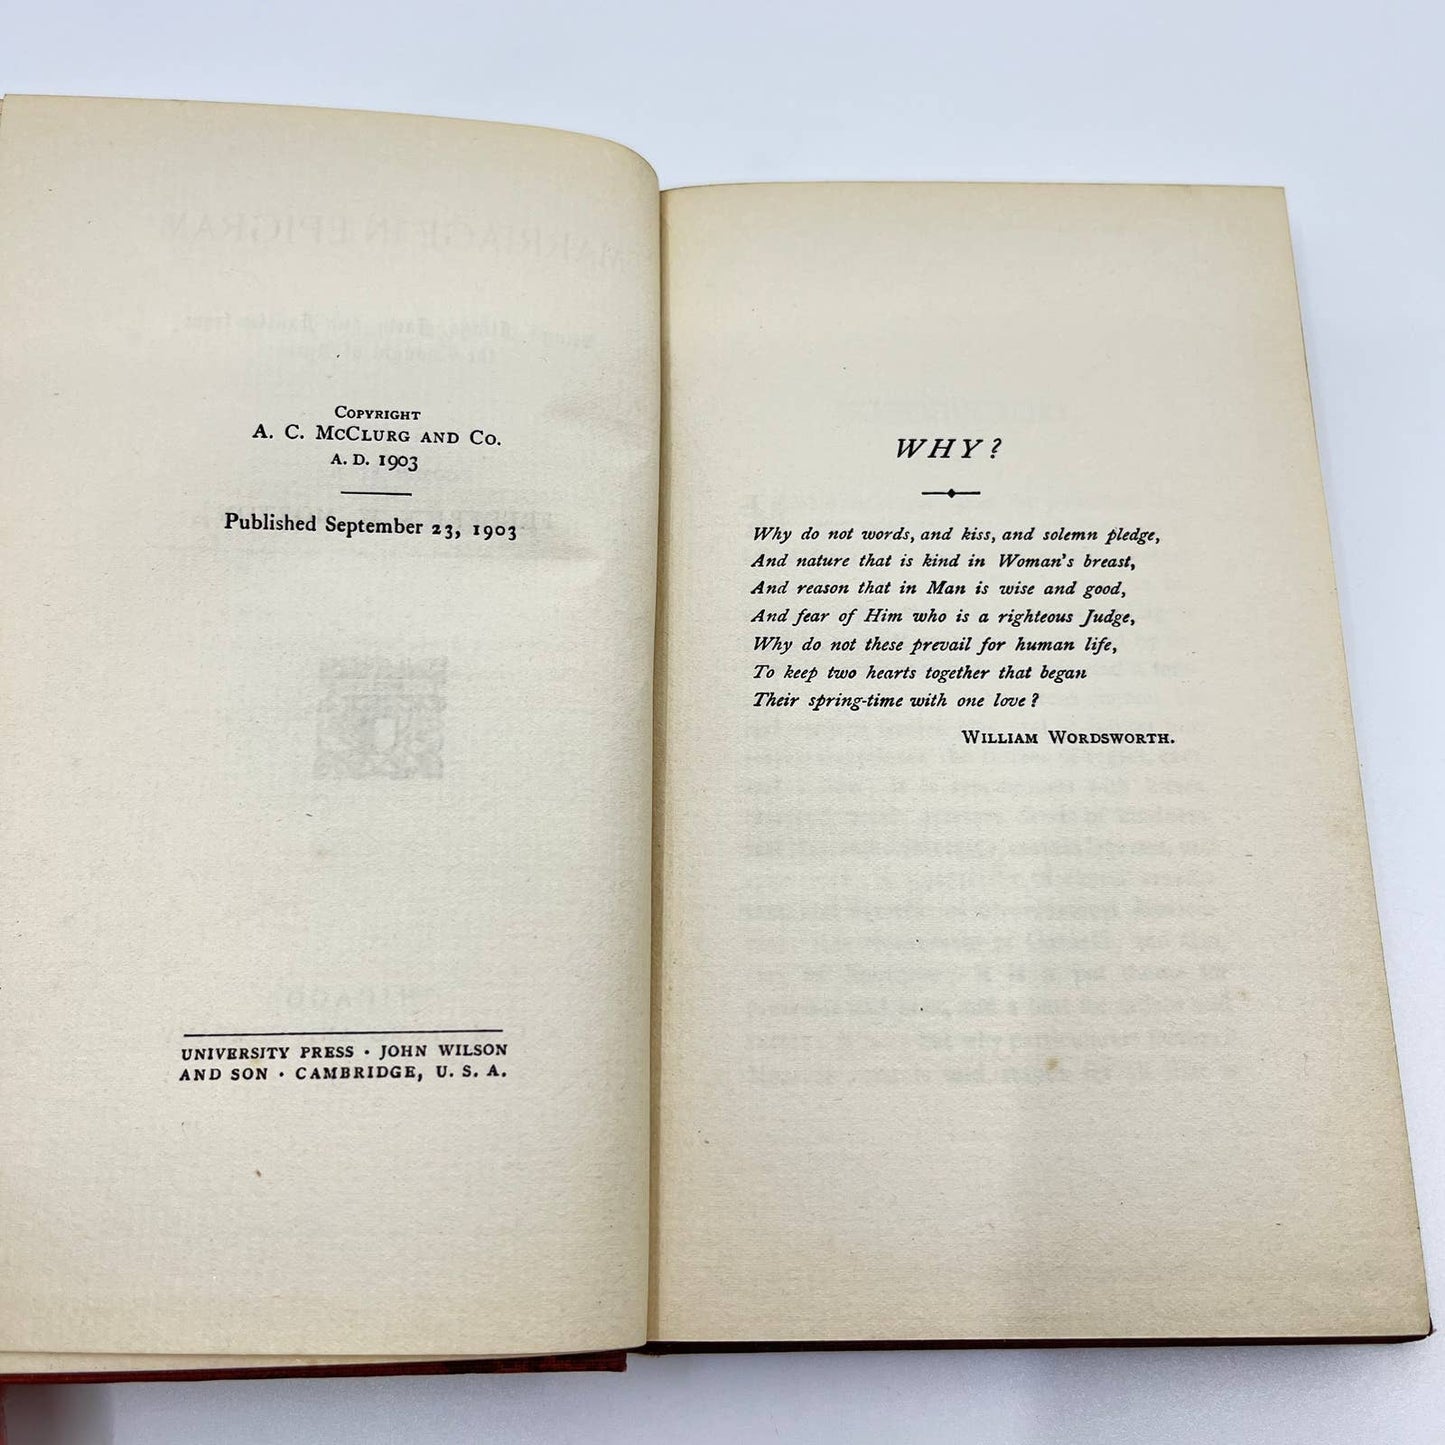 COPYRIGHT
A. C. MCCLURG AND CO.
A. D. 1903
Published September 23, 1903
UNIVERSITY PRESS · JOHN WILSON
AND SON · CAMBRIDGE, U. S. A.
WHY?
Why do not words, and kiss, and solemn pledge,
And nature that is kind in Woman's breast,
And reason that in Man is wise and good,
And fear of Him who is a righteous Judge,
Why do not these prevail for human life,
To keep two hearts together that began
Their spring-time with one love?
WILLIAM WORDSWORTH.